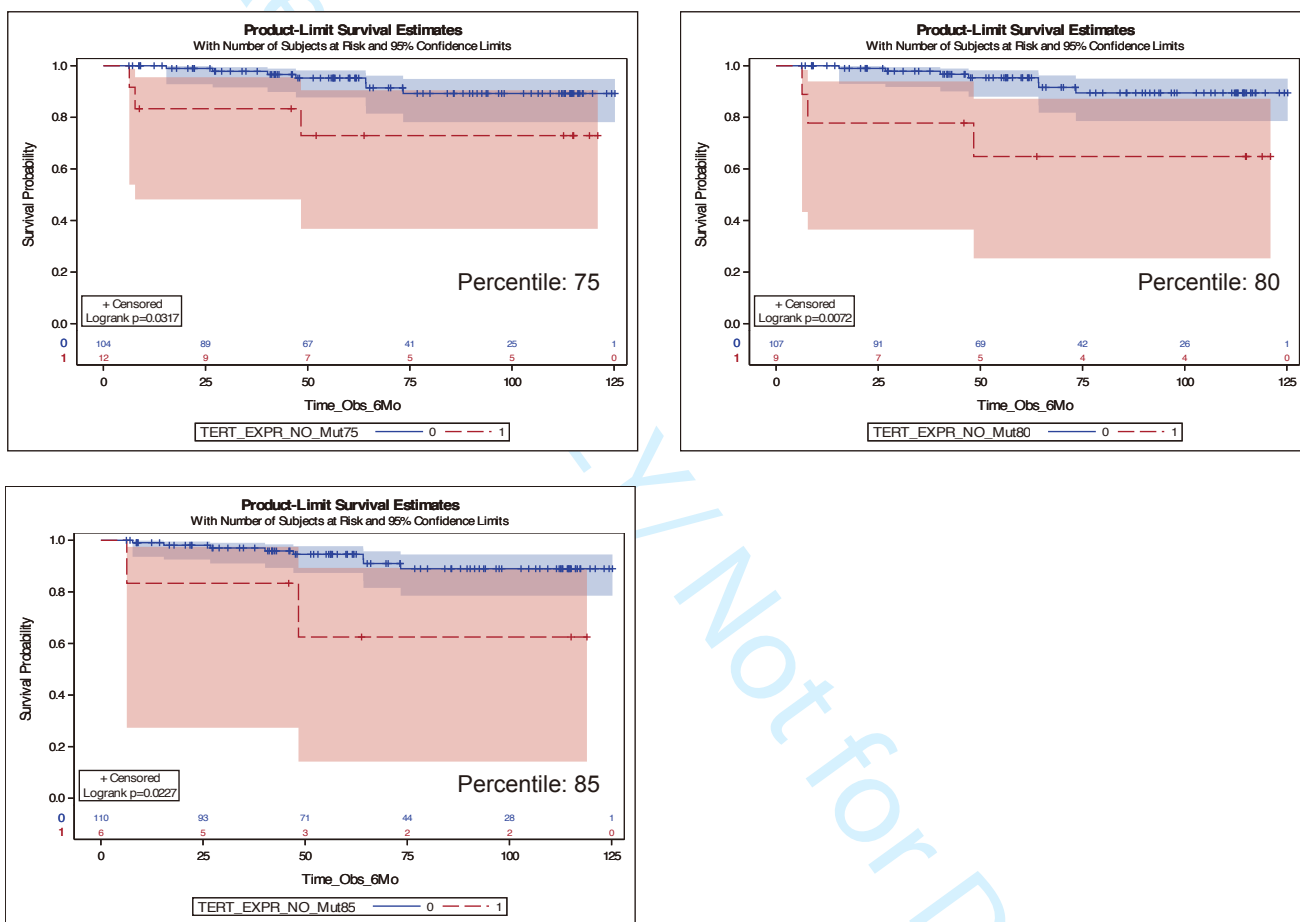 Product-Limit Survival Estimates
With Number of Subjects at Risk and 95% Confidence Limits
1.0
0.8
0.6
0.4
0.2
0.0
Survival Probability
Percentile: 75
+ Censored
Logrank p=0.0317
0 104 89 67 41 25 1
1 12 9 7 5 5 0
0 25 50 75 100 125
Time_Obs_6Mo
TERT_EXPR_NO_Mut75 0 1
Product-Limit Survival Estimates
With Number of Subjects at Risk and 95% Confidence Limits
1.0
0.8
0.6
0.4
0.2
0.0
Survival Probability
Percentile: 80
+ Censored
Logrank p=0.0072
0 107 91 69 42 26 1
1 9 7 5 4 4 0
0 25 50 75 100 125
Time_Obs_6Mo
TERT_EXPR_NO_Mut80 0 1
Product-Limit Survival Estimates
With Number of Subjects at Risk and 95% Confidence Limits
1.0
0.8
0.6
0.4
0.2
0.0
Survival Probability
Percentile: 85
+ Censored
Logrank p=0.0227
0 110 93 71 44 28 1
1 6 5 3 2 2 0
0 25 50 75 100 125
Time_Obs_6Mo
TERT_EXPR_NO_Mut85 0 1
y / Not for D